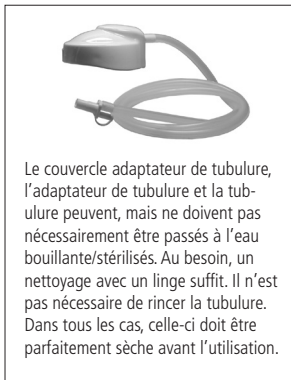 Le couvercle adaptateur de tubulure,
l’adaptateur de tubulure et la tub-
ulure peuvent, mais ne doivent pas
nécessairement être passés à l’eau
bouillante/stérilisés. Au besoin, un
nettoyage avec un linge suffit. Il n’est
pas nécessaire de rincer la tubulure.
Dans tous les cas, celle-ci doit être
parfaitement sèche avant l’utilisation.